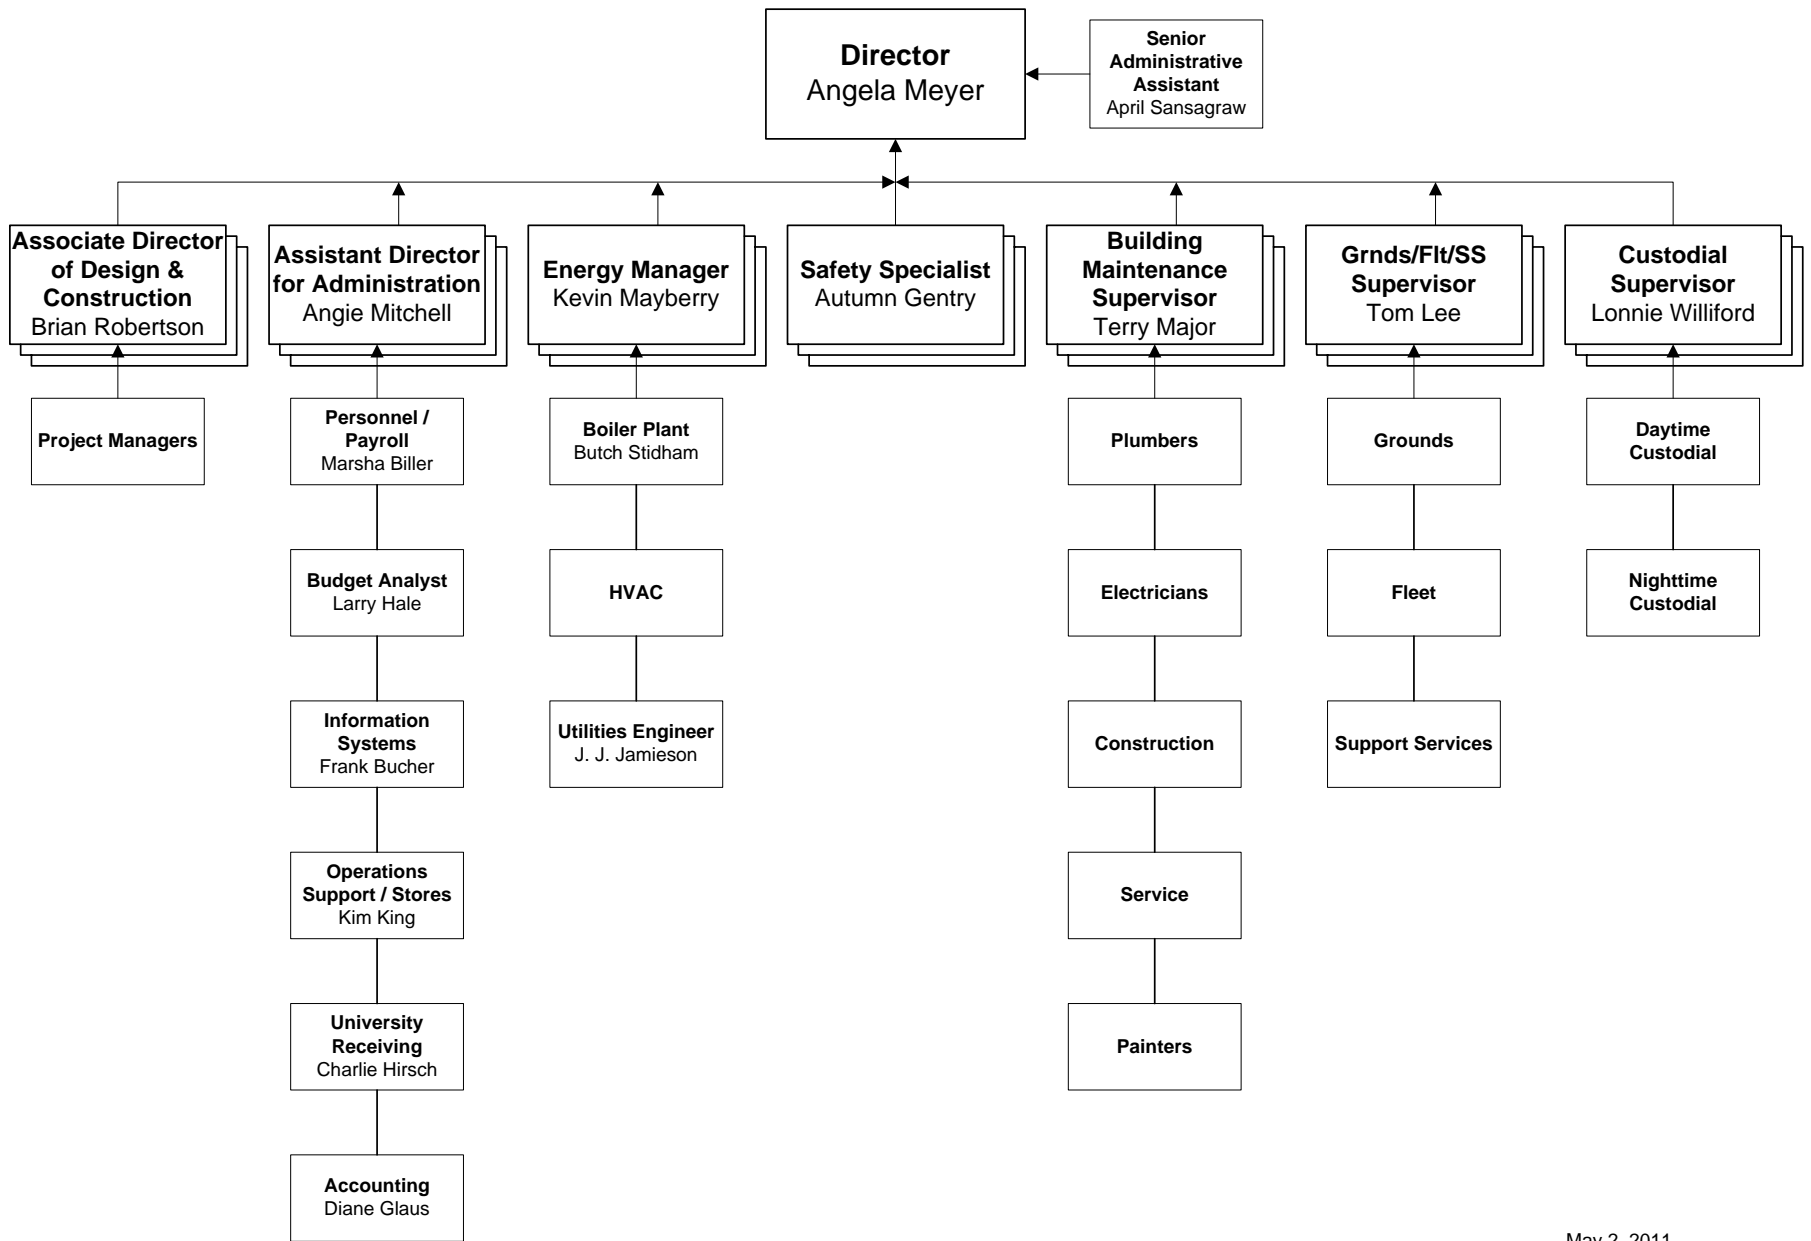 Director
Angela Meyer
Senior
Administrative
Assistant
April Sansagraw
Associate Director
of Design &
Construction
Brian Robertson
Assistant Director
for Administration
Angie Mitchell
Energy Manager
Kevin Mayberry
Safety Specialist
Autumn Gentry
Building
Maintenance
Supervisor
Terry Major
Grnds/Flt/SS
Supervisor
Tom Lee
Custodial
Supervisor
Lonnie Williford
Project Managers
Personnel /
Payroll
Marsha Biller
Boiler Plant
Butch Stidham
Plumbers
Grounds
Daytime
Custodial
Budget Analyst
Larry Hale
HVAC
Electricians
Fleet
Nighttime
Custodial
Information
Systems
Frank Bucher
Utilities Engineer
J. J. Jamieson
Construction
Support Services
Operations
Support / Stores
Kim King
Service
University
Receiving
Charlie Hirsch
Painters
Accounting
Diane Glaus
May 2, 2011